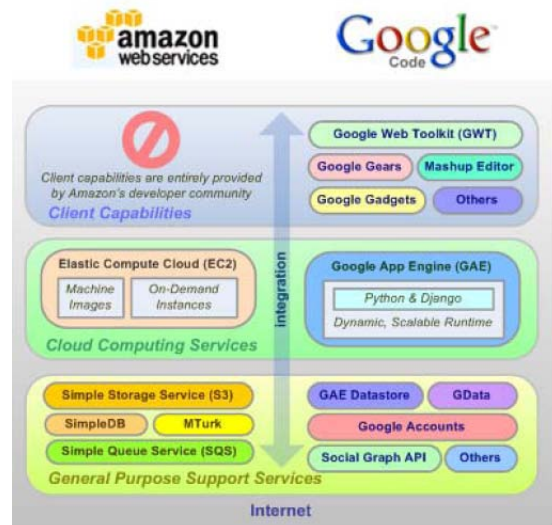 amazon
webservices
Google
Code
Client capabilities are entirely provided
by Amazon's developer community
Client Capabilities
Google Web Toolkit (GWT)
Google Gears
Mashup Editor
Google Gadgets
Others
integration
Elastic Compute Cloud (EC2)
Machine
Images
On-Demand
Instances
Google App Engine (GAE)
Python & Django
Dynamic, Scalable Runtime
Cloud Computing Services
Simple Storage Service (S3)
SimpleDB
MTurk
Simple Queue Service (SQS)
GAE Datastore
GData
Google Accounts
Social Graph API
Others
General Purpose Support Services
Internet